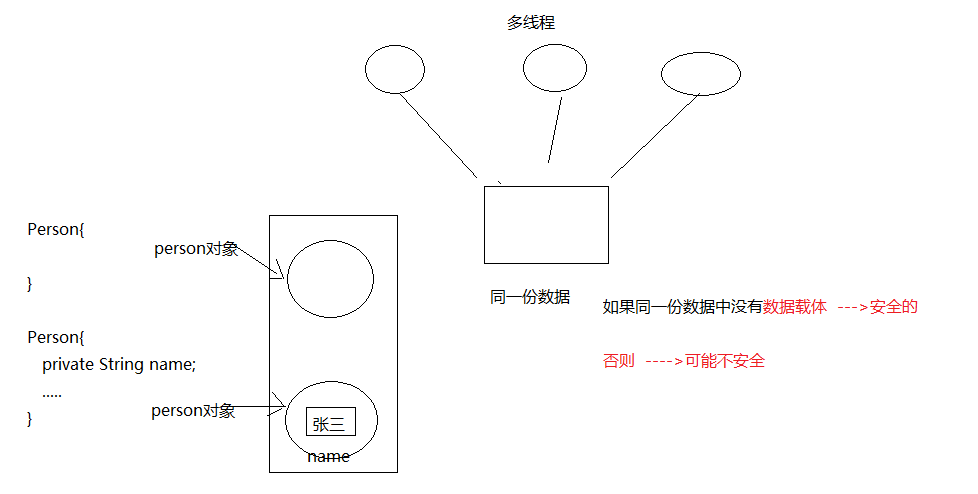 多线程
同一份数据
如果同一份数据中没有数据载体 --->安全的
否则 ---->可能不安全
Person{
person对象
}
Person{
private String name;
.....
person对象
}
张三
name